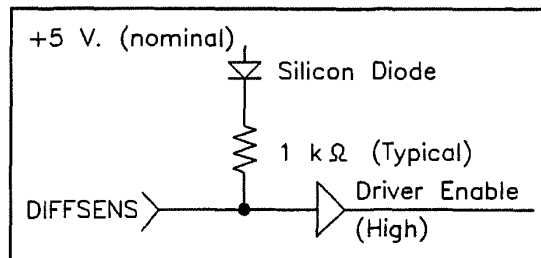 +5 V. (nominal)
Silicon Diode
1 kΩ (Typical)
DIFFSENS
Driver Enable
(High)